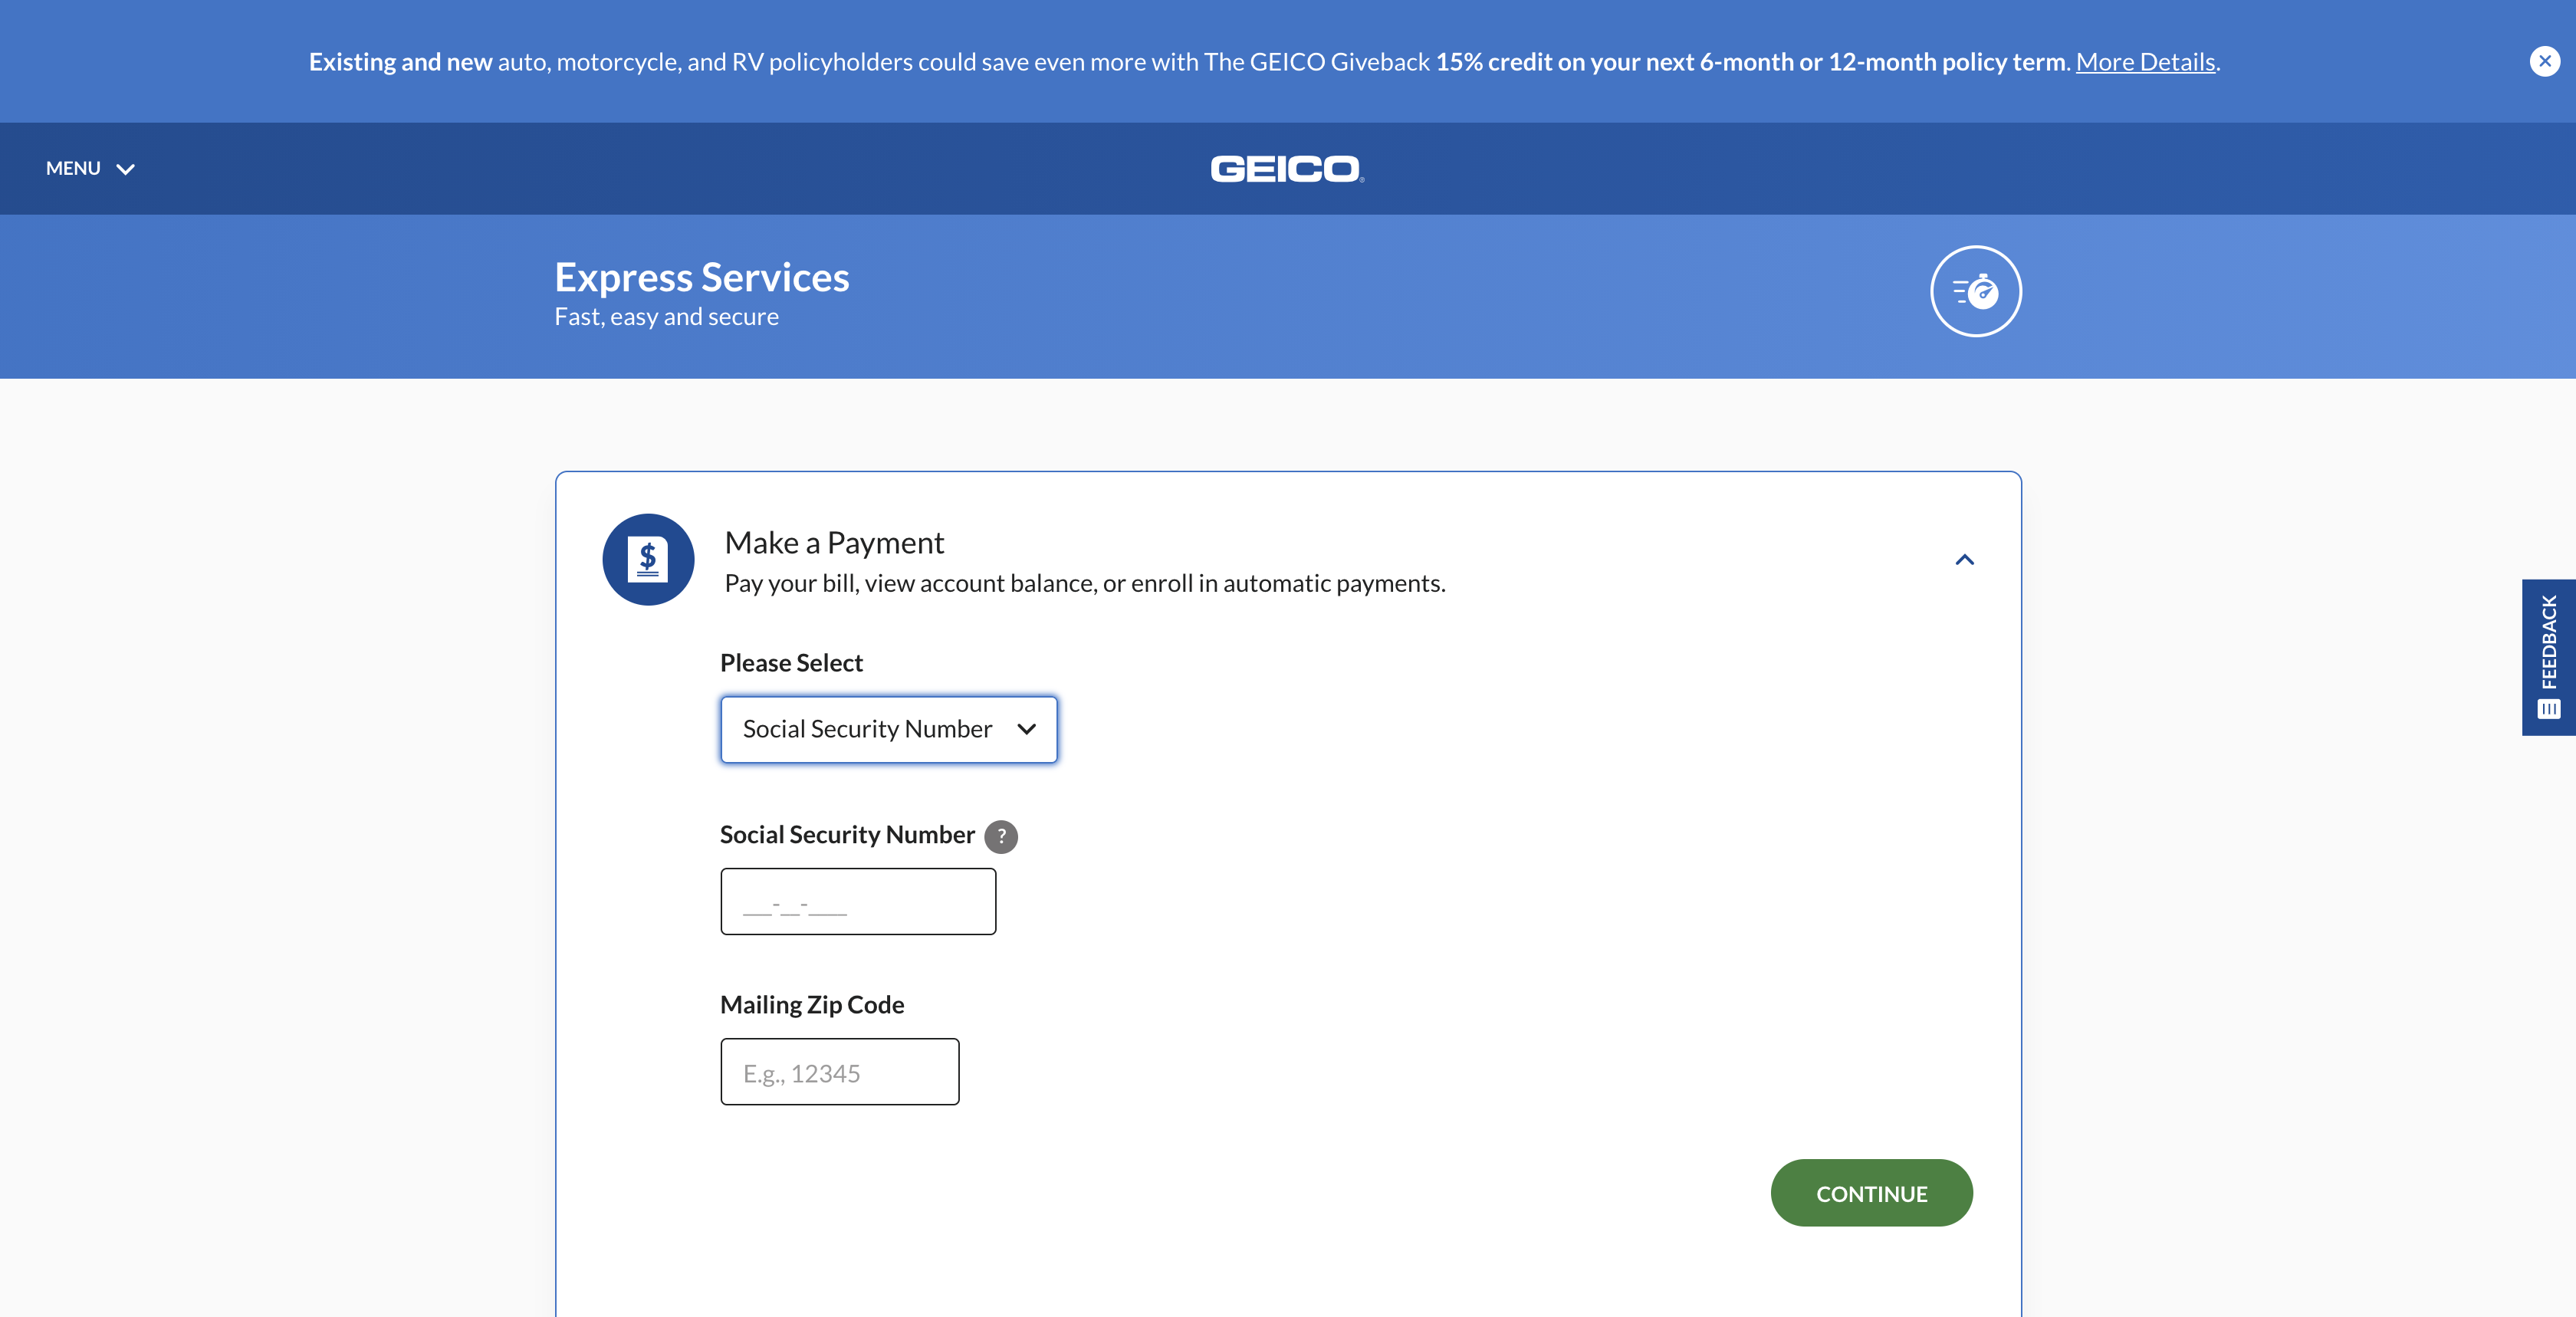 Existing and new auto, motorcycle, and RV policyholders could save even more with The GEICO Giveback 15% credit on your next 6-month or 12-month policy term. More Details.
MENU
GEICO
Express Services
Fast, easy and secure
$
Make a Payment
Pay your bill, view account balance, or enroll in automatic payments.
Please Select
Social Security Number
Social Security Number ?
___-__-____
Mailing Zip Code
E.g., 12345
CONTINUE
FEEDBACK